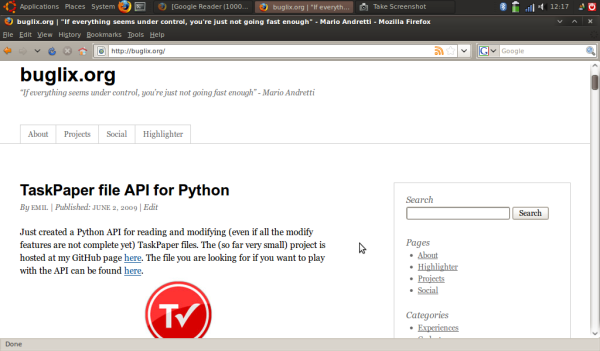 Applications Places System [Google Reader (1000... buglix.org | "If everyth... Take Screenshot 12:17
buglix.org | "If everything seems under control, you're just not going fast enough" - Mario Andretti - Mozilla Firefox
File Edit View History Bookmarks Tools Help
http://buglix.org/ G Google
buglix.org
"If everything seems under control, you're just not going fast enough" - Mario Andretti
About Projects Social Highlighter
TaskPaper file API for Python
By EMIL | Published: JUNE 2, 2009 | Edit
Just created a Python API for reading and modifying (even if all the modify
features are not complete yet) TaskPaper files. The (so far very small) project is
hosted at my GitHub page here. The file you are looking for if you want to play
with the API can be found here.
T
Search
Search
Pages
About
Highlighter
Projects
Social
Categories
Experiences
Done